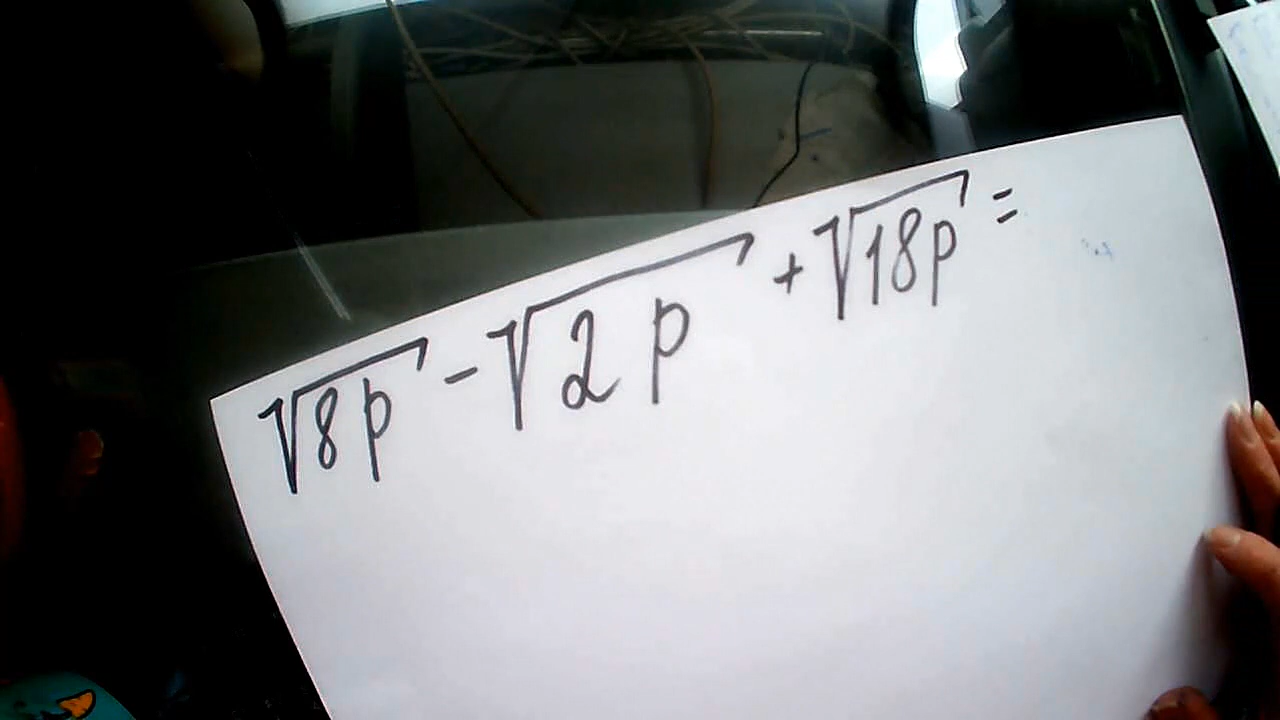 √8p - √2p + √18p =